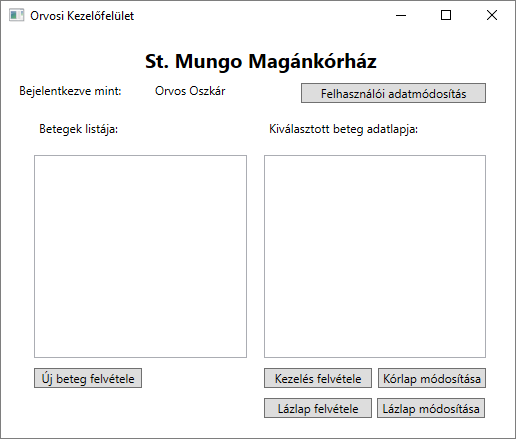 Orvosi Kezelőfelület
St. Mungo Magánkórház
Bejelentkezve mint: Orvos Oszkár Felhasználói adatmódosítás
Betegek listája: Kiválasztott beteg adatlapja:
Új beteg felvétele Kezelés felvétele Kórlap módosítása
Lázlap felvétele Lázlap módosítása